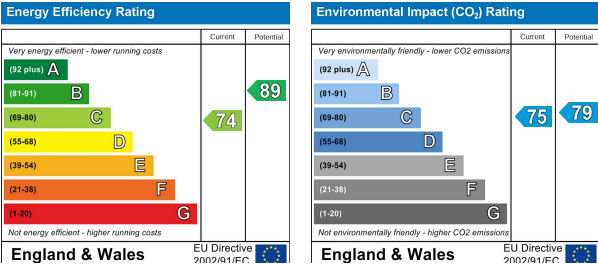 Energy Efficiency Rating
Current Potential
Very energy efficient - lower running costs
(92 plus) A
(81-91) B
89
(69-80) C
74
(55-68) D
(39-54) E
(21-38) F
(1-20) G
Not energy efficient - higher running costs
England & Wales
EU Directive
2002/91/EC
Environmental Impact (CO2) Rating
Current Potential
Very environmentally friendly - lower CO2 emissions
(92 plus) A
(81-91) B
(69-80) C
75
79
(55-68) D
(39-54) E
(21-38) F
(1-20) G
Not environmentally friendly - higher CO2 emissions
England & Wales
EU Directive
2002/91/EC